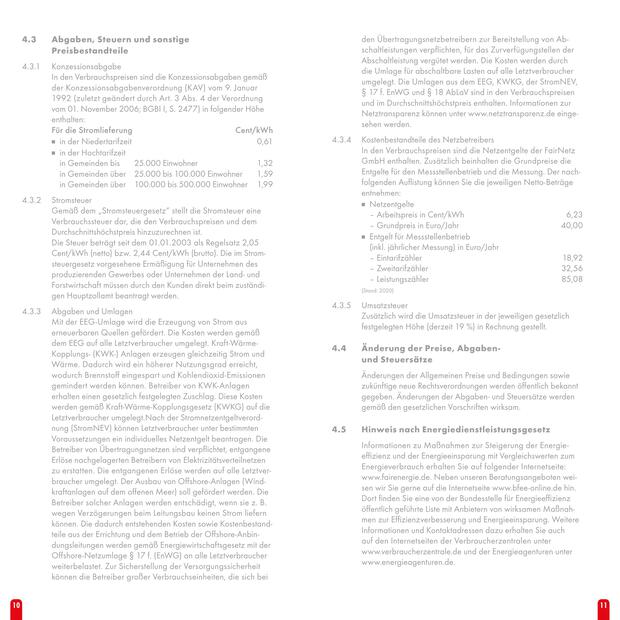 4.3 Abgaben, Steuern und sonstige
Preisbestandteile
4.3.1 Konzessionsabgabe
In den Verbrauchspreisen sind die Konzessionsabgaben gemäß
der Konzessionsabgabenverordnung (KAV) vom 9. Januar
1992 (zuletzt geändert durch Art. 3 Abs. 4 der Verordnung
vom 01. November 2006; BGBl I, S. 2477) in folgender Höhe
enthalten:
Für die Stromlieferung Cent/kWh
■ in der Niedertarifzeit 0,61
■ in der Hochtarifzeit
in Gemeinden bis 25.000 Einwohner 1,32
in Gemeinden über 25.000 bis 100.000 Einwohner 1,59
in Gemeinden über 100.000 bis 500.000 Einwohner 1,99
4.3.2 Stromsteuer
Gemäß dem „Stromsteuergesetz“ stellt die Stromsteuer eine
Verbrauchssteuer dar, die den Verbrauchspreisen und dem
Durchschnittshöchstpreis hinzuzurechnen ist.
Die Steuer beträgt seit dem 01.01.2003 als Regelsatz 2,05
Cent/kWh (netto) bzw. 2,44 Cent/kWh (brutto). Die im Strom-
steuergesetz vorgesehene Ermäßigung für Unternehmen des
produzierenden Gewerbes oder Unternehmen der Land- und
Forstwirtschaft müssen durch den Kunden direkt beim zuständi-
gen Hauptzollamt beantragt werden.
4.3.3 Abgaben und Umlagen
Mit der EEG-Umlage wird die Erzeugung von Strom aus
erneuerbaren Quellen gefördert. Die Kosten werden gemäß
dem EEG auf alle Letztverbraucher umgelegt. Kraft-Wärme-
Kopplungs- (KWK-) Anlagen erzeugen gleichzeitig Strom und
Wärme. Dadurch wird ein höherer Nutzungsgrad erreicht,
wodurch Brennstoff eingespart und Kohlendioxid-Emissionen
gemindert werden können. Betreiber von KWK-Anlagen
erhalten einen gesetzlich festgelegten Zuschlag. Diese Kosten
werden gemäß Kraft-Wärme-Kopplungsgesetz (KWKG) auf die
Letztverbraucher umgelegt.Nach der Stromnetzentgeltverord-
nung (StromNEV) können Letztverbraucher unter bestimmten
Voraussetzungen ein individuelles Netzentgelt beantragen. Die
Betreiber von Übertragungsnetzen sind verpflichtet, entgangene
Erlöse nachgelagerten Betreibern von Elektrizitätsverteilnetzen
zu erstatten. Die entgangenen Erlöse werden auf alle Letztver-
braucher umgelegt. Der Ausbau von Offshore-Anlagen (Wind-
kraftanlagen auf dem offenen Meer) soll gefördert werden. Die
Betreiber solcher Anlagen werden entschädigt, wenn sie z. B.
wegen Verzögerungen beim Leitungsbau keinen Strom liefern
können. Die dadurch entstehenden Kosten sowie Kostenbestand-
teile aus der Errichtung und dem Betrieb der Offshore-Anbin-
dungsleitungen werden gemäß Energiewirtschaftsgesetz mit der
Offshore-Netzumlage § 17 f. (EnWG) an alle Letztverbraucher
weiterbelastet. Zur Sicherstellung der Versorgungssicherheit
können die Betreiber großer Verbrauchseinheiten, die sich bei
10
den Übertragungsnetzbetreibern zur Bereitstellung von Ab-
schaltleistungen verpflichten, für das Zurverfügungstellen der
Abschaltleistung vergütet werden. Die Kosten werden durch
die Umlage für abschaltbare Lasten auf alle Letztverbraucher
umgelegt. Die Umlagen aus dem EEG, KWKG, der StromNEV,
§ 17 f. EnWG und § 18 AbLaV sind in den Verbrauchspreisen
und im Durchschnittshöchstpreis enthalten. Informationen zur
Netztransparenz können unter www.netztransparenz.de einge-
sehen werden.
4.3.4 Kostenbestandteile des Netzbetreibers
In den Verbrauchspreisen sind die Netzentgelte der FairNetz
GmbH enthalten. Zusätzlich beinhalten die Grundpreise die
Entgelte für den Messstellenbetrieb und die Messung. Der nach-
folgenden Auflistung können Sie die jeweiligen Netto-Beträge
entnehmen:
■ Netzentgelte
– Arbeitspreis in Cent/kWh 6,23
– Grundpreis in Euro/Jahr 40,00
■ Entgelt für Messstellenbetrieb
(inkl. jährlicher Messung) in Euro/Jahr
– Eintarifzähler 18,92
– Zweitarifzähler 32,56
– Leistungszähler 85,08
(Stand: 2020)
4.3.5 Umsatzsteuer
Zusätzlich wird die Umsatzsteuer in der jeweiligen gesetzlich
festgelegten Höhe (derzeit 19 %) in Rechnung gestellt.
4.4 Änderung der Preise, Abgaben-
und Steuersätze
Änderungen der Allgemeinen Preise und Bedingungen sowie
zukünftige neue Rechtsverordnungen werden öffentlich bekannt
gegeben. Änderungen der Abgaben- und Steuersätze werden
gemäß den gesetzlichen Vorschriften wirksam.
4.5 Hinweis nach Energiedienstleistungsgesetz
Informationen zu Maßnahmen zur Steigerung der Energie-
effizienz und der Energieeinsparung mit Vergleichswerten zum
Energieverbrauch erhalten Sie auf folgender Internetseite:
www.fairenergie.de. Neben unseren Beratungsangeboten wei-
sen wir Sie gerne auf die Internetseite www.bfee-online.de hin.
Dort finden Sie eine von der Bundesstelle für Energieeffizienz
öffentlich geführte Liste mit Anbietern von wirksamen Maßnah-
men zur Effizienzverbesserung und Energieeinsparung. Weitere
Informationen und Kontaktadressen dazu erhalten Sie auch
auf den Internetseiten der Verbraucherzentralen unter
www.verbraucherzentrale.de und der Energieagenturen unter
www.energieagenturen.de.
11